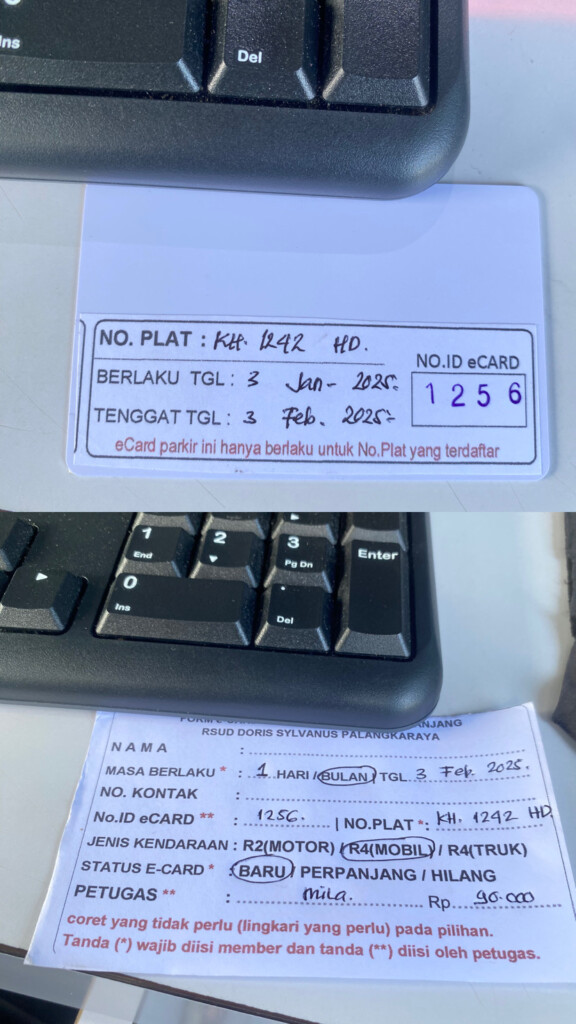 Ins
Del
NO. PLAT : KH. 1242 HD.
BERLAKU TGL : 3 Jan - 2025.
TENGGAT TGL : 3 Feb. 2025-
NO.ID eCARD
1256
eCard parkir ini hanya berlaku untuk No.Plat yang terdaftar
1 2 3 Enter
End Pg Dn
0
Ins Del
RSUD DORIS SYLVANUS PALANGKARAYA
NAMA :
MASA BERLAKU * : 1 HARI / BULAN / TGL 3 Feb. 2025.
NO. KONTAK :
No.ID eCARD ** : 1256. | NO.PLAT *: KH. 1242 HD.
JENIS KENDARAAN : R2(MOTOR) / R4(MOBIL) / R4(TRUK)
STATUS E-CARD * : BARU / PERPANJANG / HILANG
PETUGAS ** : mila. Rp. 90.000
coret yang tidak perlu (lingkari yang perlu) pada pilihan.
Tanda (*) wajib diisi member dan tanda (**) diisi oleh petugas.